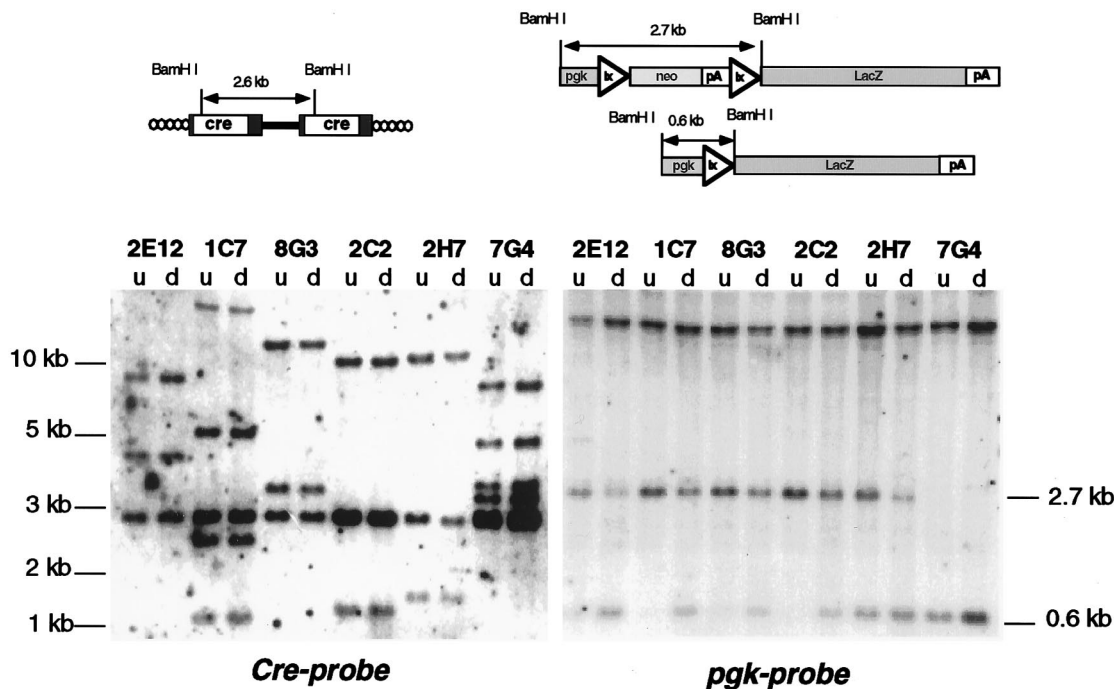 BamH I BamH I
2.6 kb
cre cre
BamH I BamH I
2.7 kb
pgk lx neo pA lx LacZ pA
BamH I BamH I
0.6 kb
pgk lx LacZ pA
2E12 1C7 8G3 2C2 2H7 7G4
u d u d u d u d u d u d
10 kb
5 kb
3 kb
2 kb
1 kb
Cre-probe
2E12 1C7 8G3 2C2 2H7 7G4
u d u d u d u d u d u d
2.7 kb
0.6 kb
pgk-probe